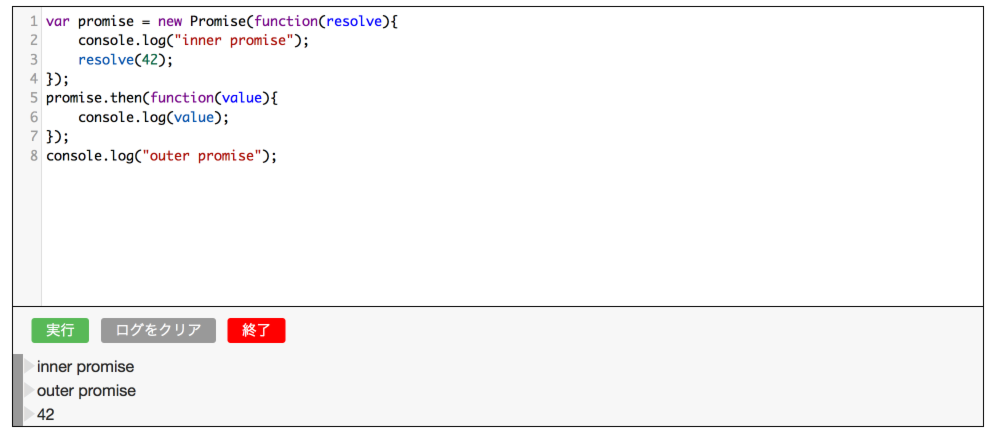 1 var promise = new Promise(function(resolve){
2     console.log("inner promise");
3     resolve(42);
4 });
5 promise.then(function(value){
6     console.log(value);
7 });
8 console.log("outer promise");
実行 ログをクリア 終了
inner promise
outer promise
42